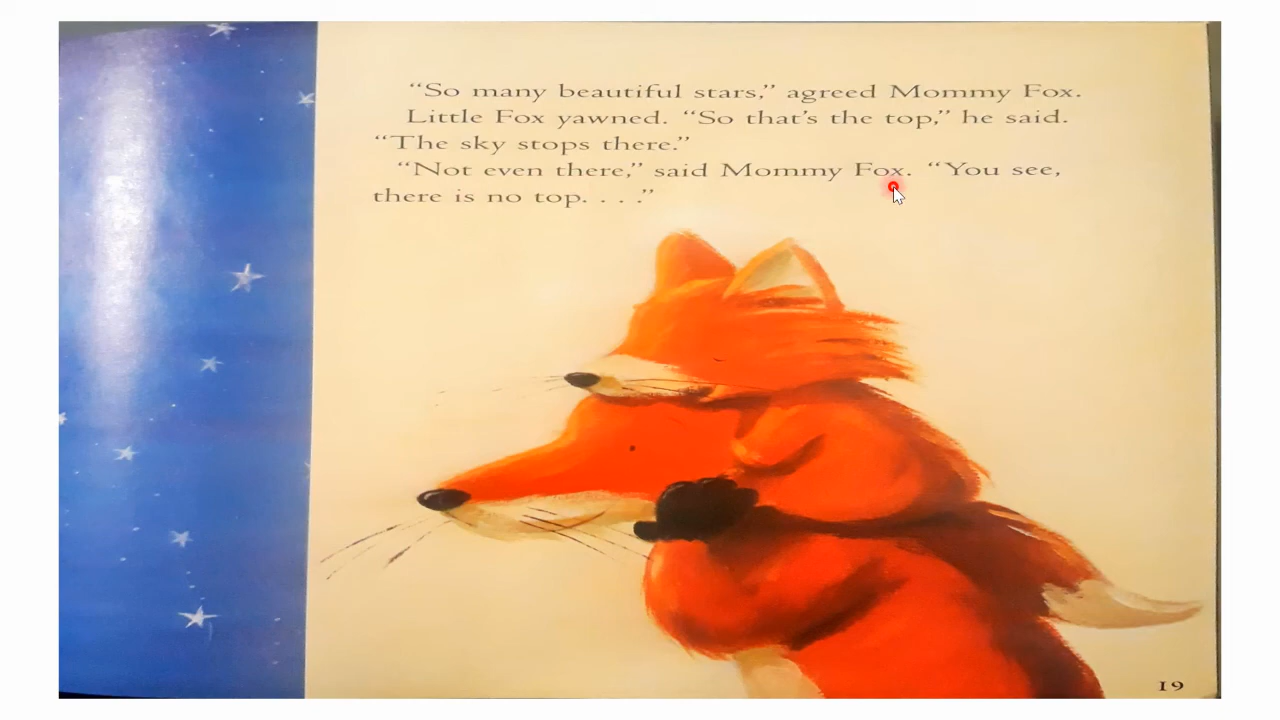 “So many beautiful stars,” agreed Mommy Fox.
Little Fox yawned. “So that’s the top,” he said.
“The sky stops there.”
“Not even there,” said Mommy Fox. “You see,
there is no top. . . .”
19